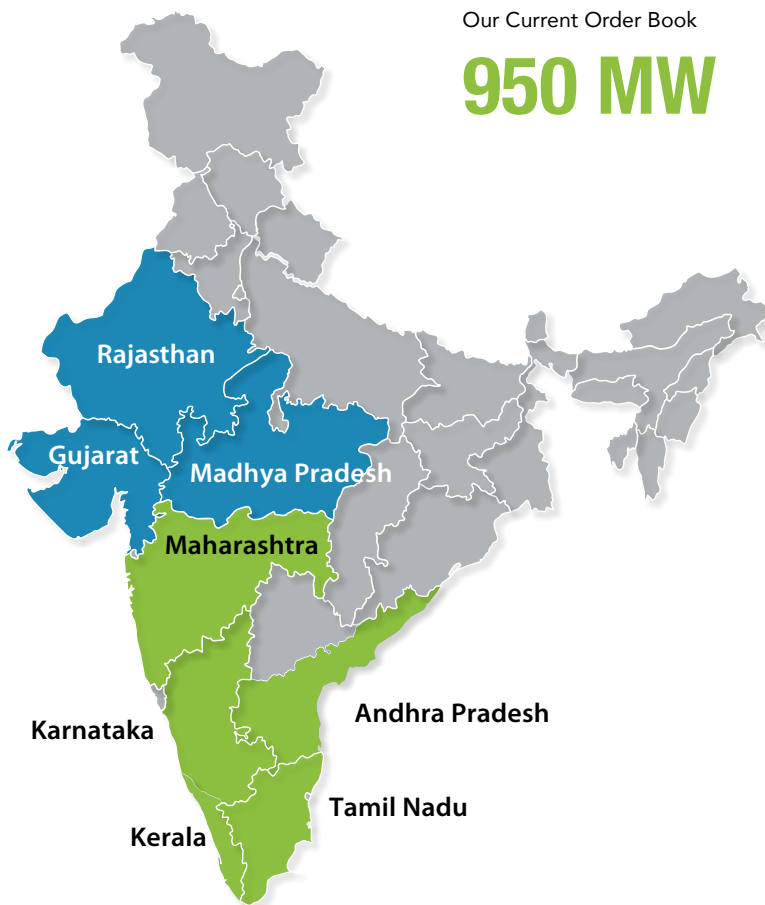 Our Current Order Book
950 MW
Rajasthan
Gujarat
Madhya Pradesh
Maharashtra
Karnataka
Andhra Pradesh
Tamil Nadu
Kerala